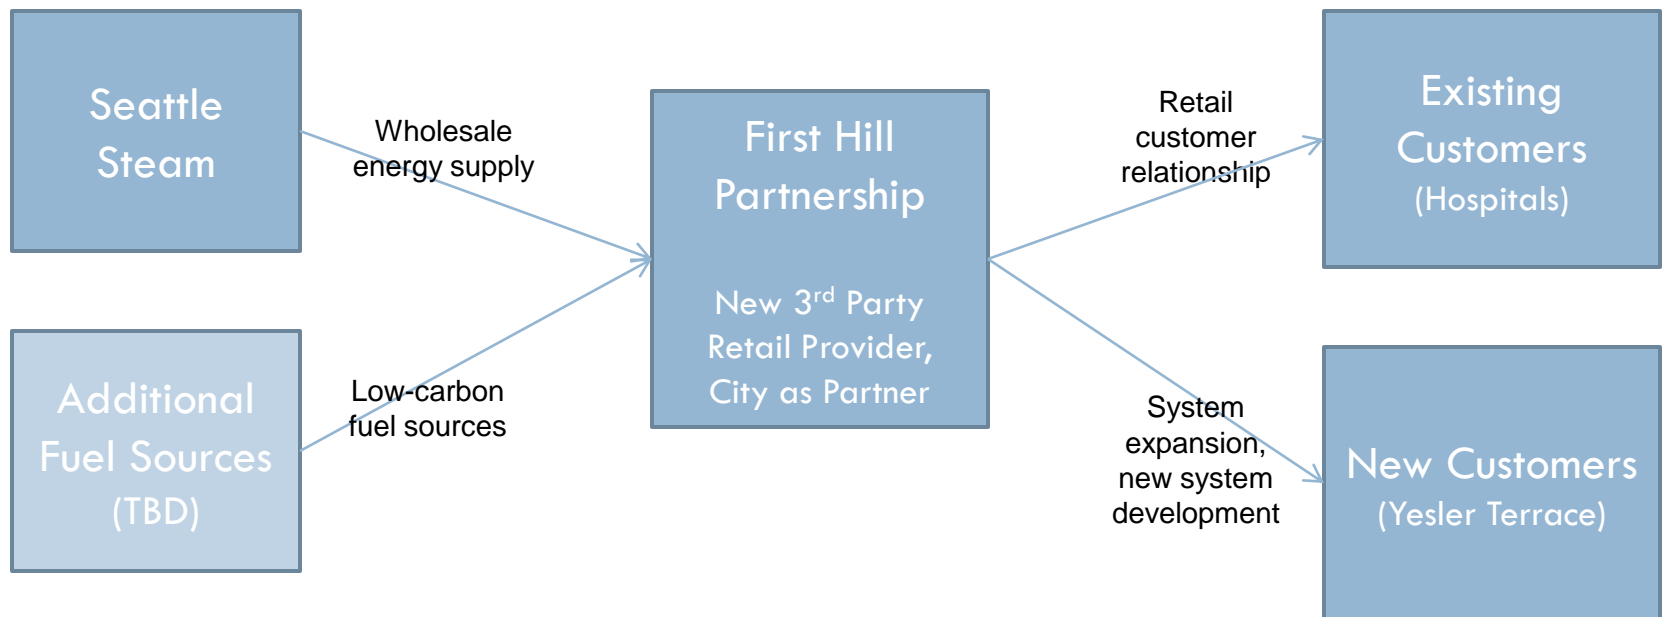 Seattle
Steam
Wholesale
energy supply
Additional
Fuel Sources
(TBD)
Low-carbon
fuel sources
First Hill
Partnership
New 3rd Party
Retail Provider,
City as Partner
Retail
customer
relationship
Existing
Customers
(Hospitals)
System
expansion,
new system
development
New Customers
(Yesler Terrace)